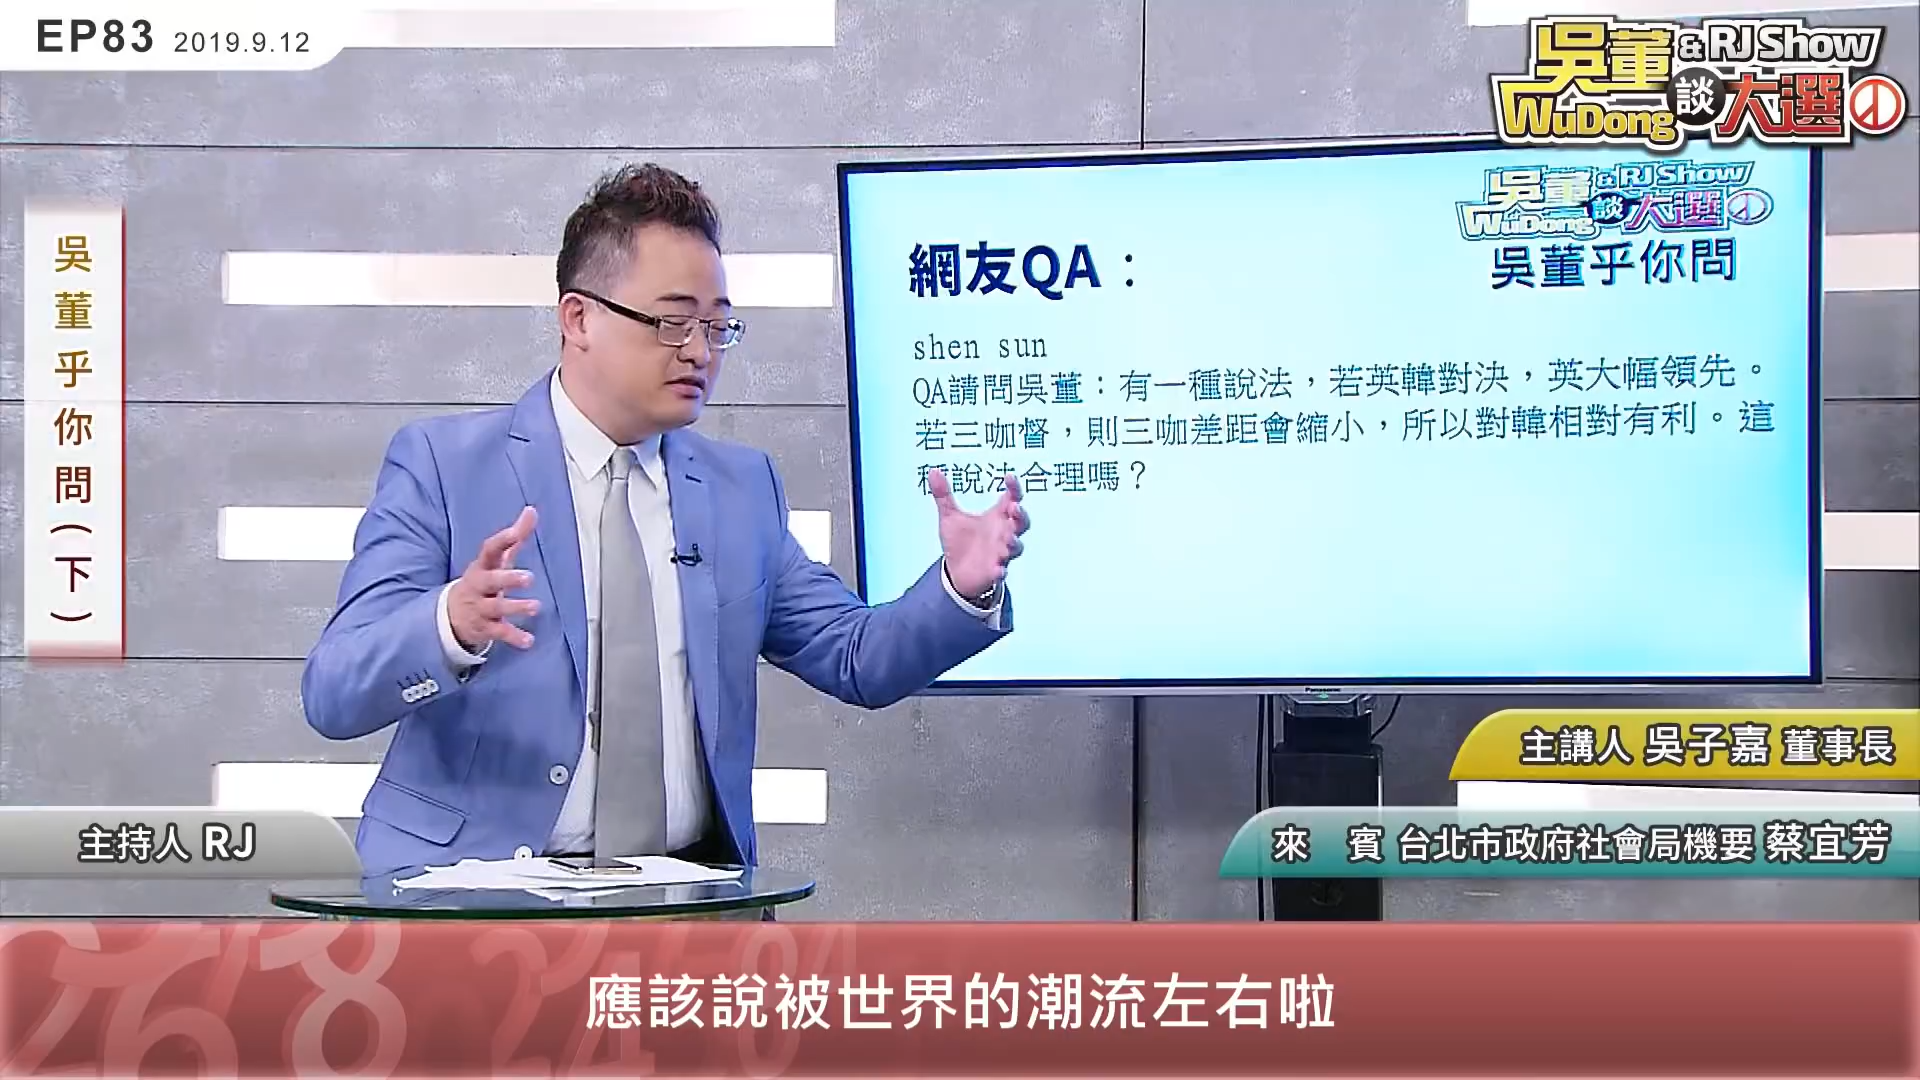 EP83 2019.9.12
吳董 & RJ Show
WuDong 談大選
吳董乎你問(下)
吳董 & RJ Show
WuDong 談大選
網友QA：
吳董乎你問
shen sun
QA請問吳董：有一種說法，若英韓對決，英大幅領先。
若三咖督，則三咖差距會縮小，所以對韓相對有利。這
種說法合理嗎？
Panasonic
主講人 吳子嘉 董事長
主持人 RJ
來　賓 台北市政府社會局機要 蔡宜芳
應該說被世界的潮流左右啦